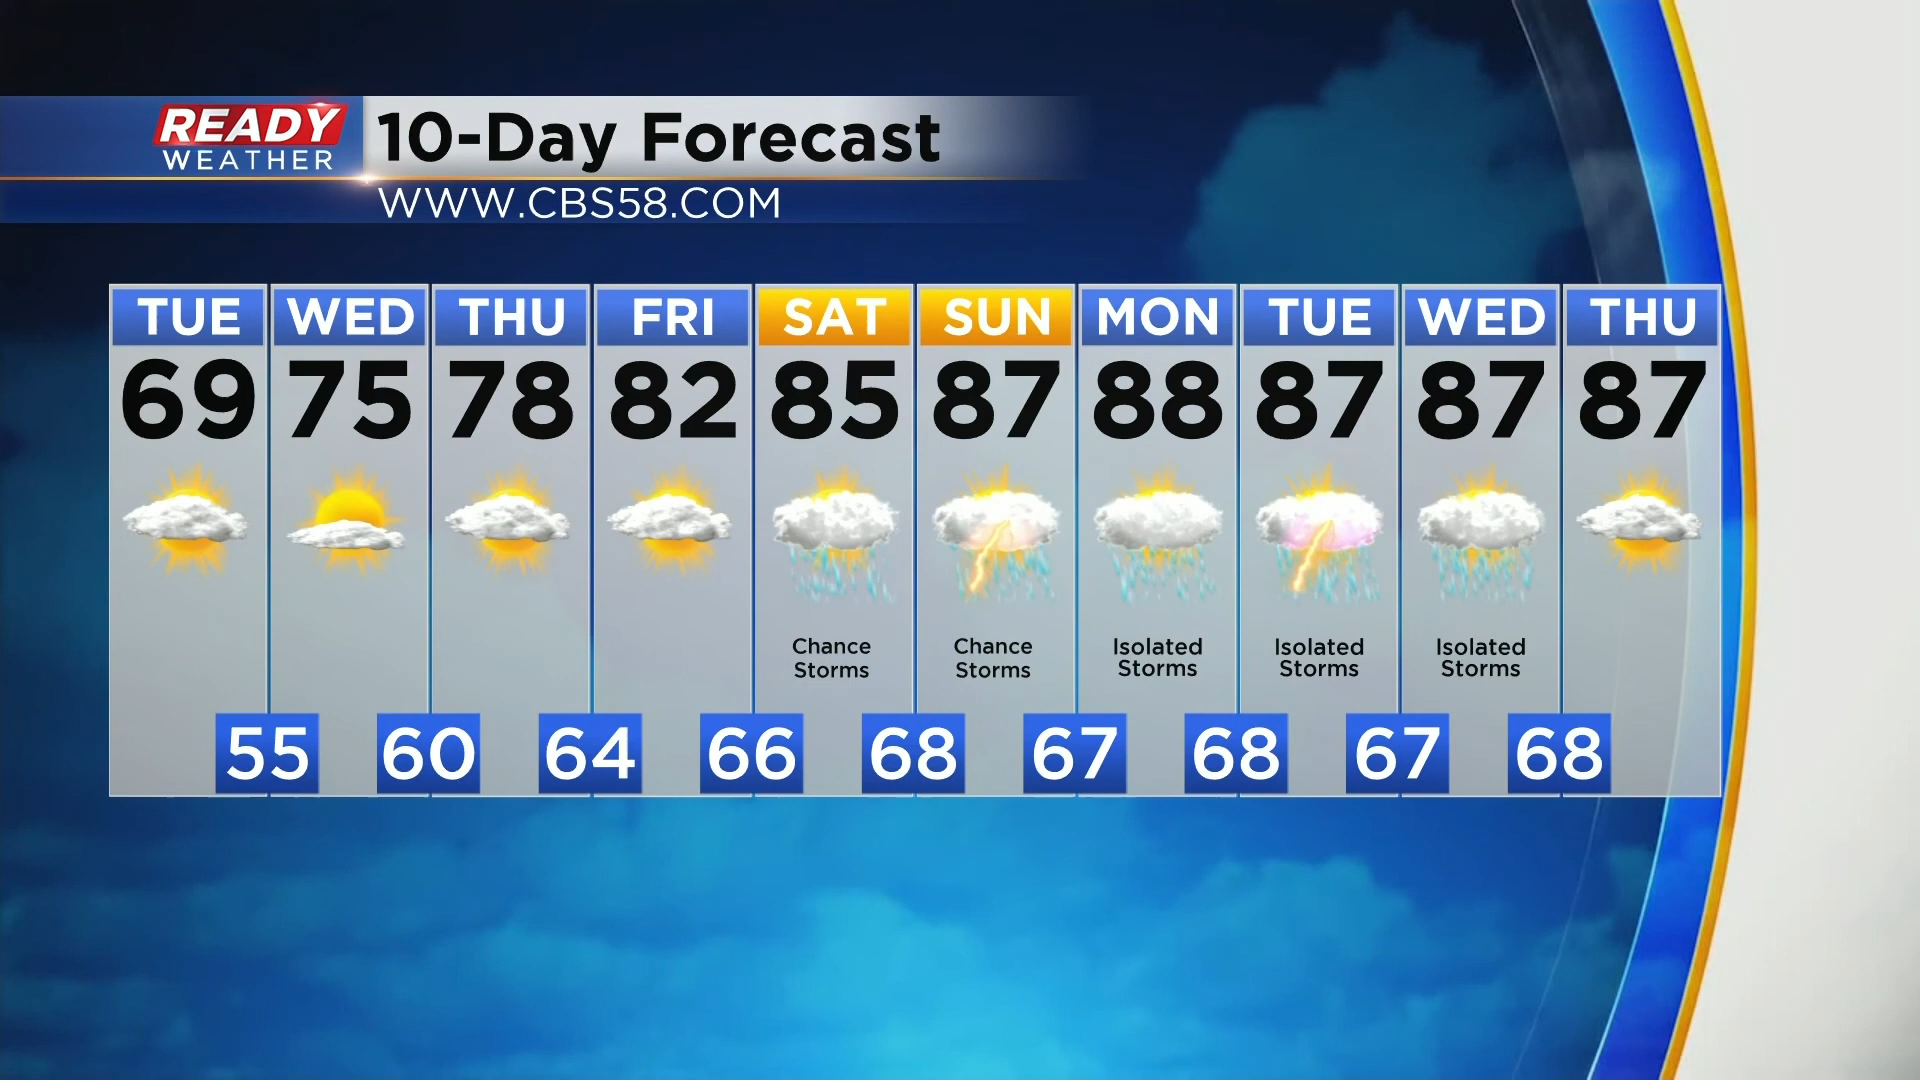 READY
WEATHER
10-Day Forecast
WWW.CBS58.COM
TUE WED THU FRI SAT SUN MON TUE WED THU
69 75 78 82 85 87 88 87 87 87
Chance Chance Isolated Isolated Isolated
Storms Storms Storms Storms Storms
55 60 64 66 68 67 68 67 68